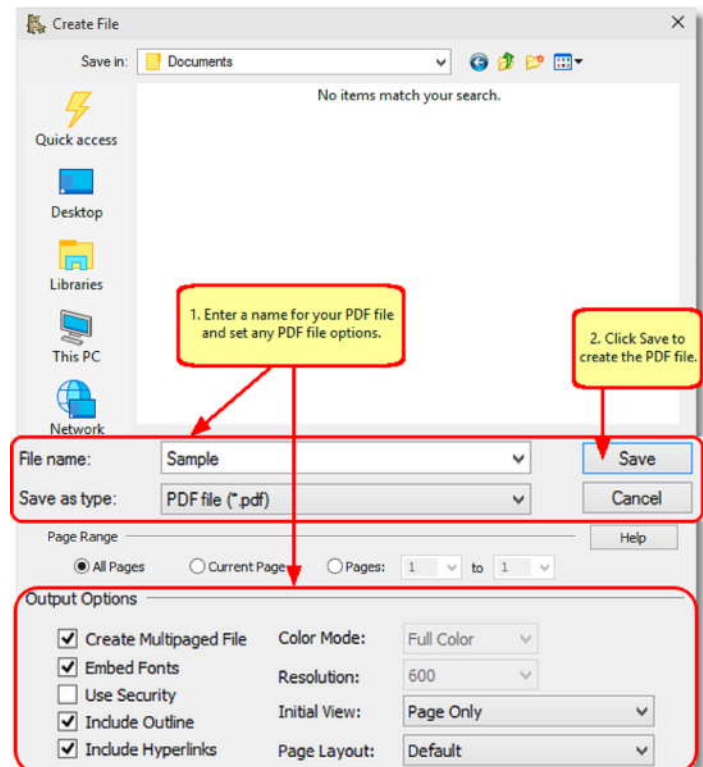 Create File
Save in: Documents
No items match your search.
Quick access
Desktop
Libraries
This PC
Network
1. Enter a name for your PDF file
and set any PDF file options.
2. Click Save to
create the PDF file.
File name: Sample Save
Save as type: PDF file (*.pdf) Cancel
Page Range Help
All Pages Current Page Pages: 1 to 1
Output Options
Create Multipaged File Color Mode: Full Color
Embed Fonts Resolution: 600
Use Security
Include Outline Initial View: Page Only
Include Hyperlinks Page Layout: Default